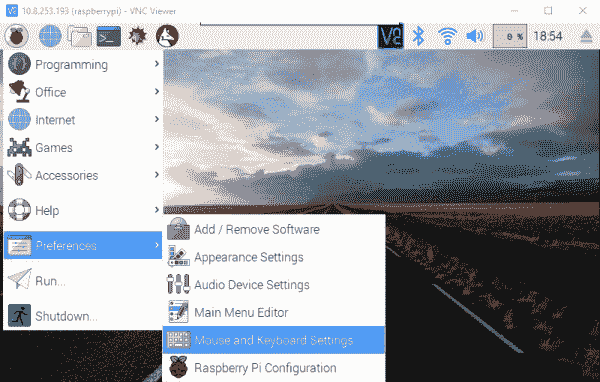 10.8.253.193 (raspberrypi) - VNC Viewer
0 %
18:54
Programming
Office
Internet
Games
Accessories
Help
Preferences
Run...
Shutdown...
Add / Remove Software
Appearance Settings
Audio Device Settings
Main Menu Editor
Mouse and Keyboard Settings
Raspberry Pi Configuration